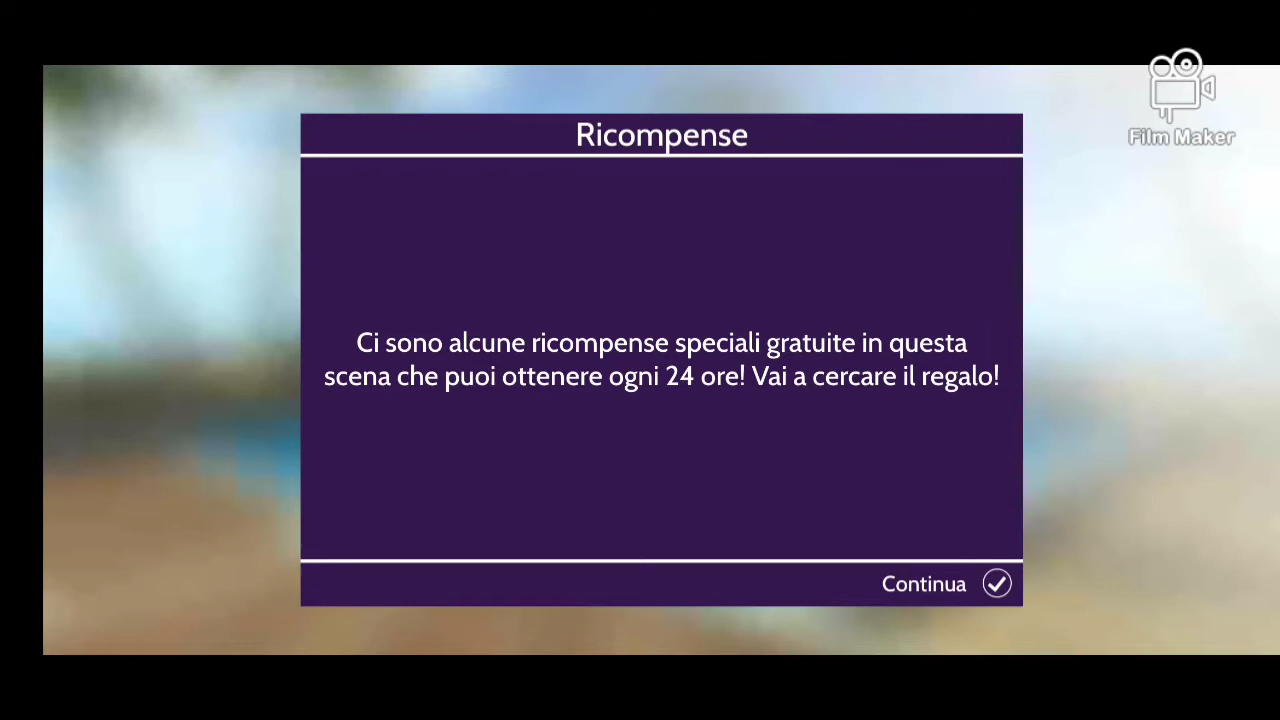 Film Maker
Ricompense
Ci sono alcune ricompense speciali gratuite in questa
scena che puoi ottenere ogni 24 ore! Vai a cercare il regalo!
Continua